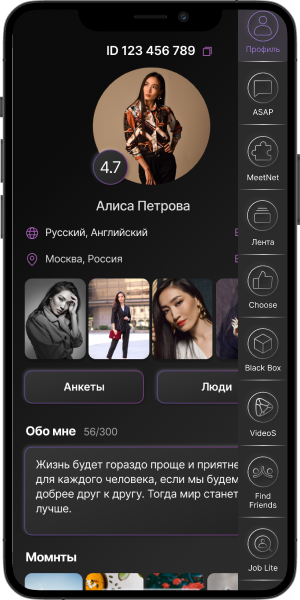 ID 123 456 789
4.7
Алиса Петрова
Русский, Английский
Москва, Россия
Анкеты
Люди
Обо мне 56/300
Жизнь будет гораздо проще и приятне
для каждого человека, если мы будем
добрее друг к другу. Тогда мир станет
лучше.
Момнты
Профиль
ASAP
MeetNet
Лента
Choose
Black Box
VideoS
Find
Friends
Job Lite